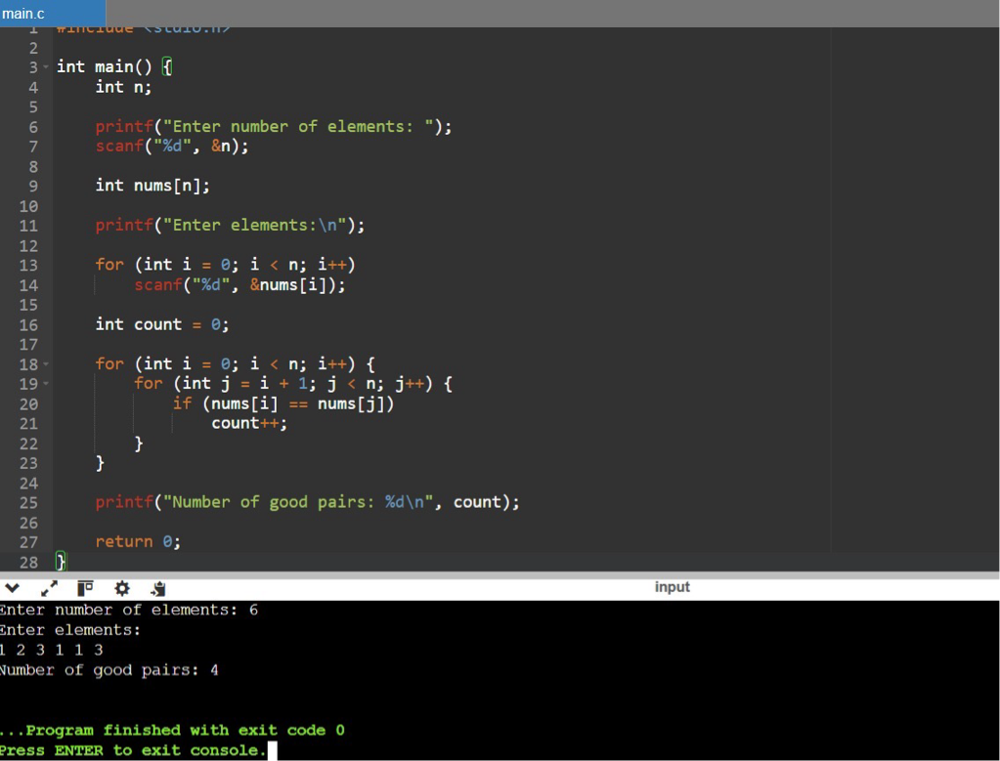 main.c
1 #include <stdio.h>
2
3 int main() {
4 int n;
5
6 printf("Enter number of elements: ");
7 scanf("%d", &n);
8
9 int nums[n];
10
11 printf("Enter elements:\n");
12
13 for (int i = 0; i < n; i++)
14 scanf("%d", &nums[i]);
15
16 int count = 0;
17
18 for (int i = 0; i < n; i++) {
19 for (int j = i + 1; j < n; j++) {
20 if (nums[i] == nums[j])
21 count++;
22 }
23 }
24
25 printf("Number of good pairs: %d\n", count);
26
27 return 0;
28 }
input
Enter number of elements: 6
Enter elements:
1 2 3 1 1 3
Number of good pairs: 4
...Program finished with exit code 0
Press ENTER to exit console.